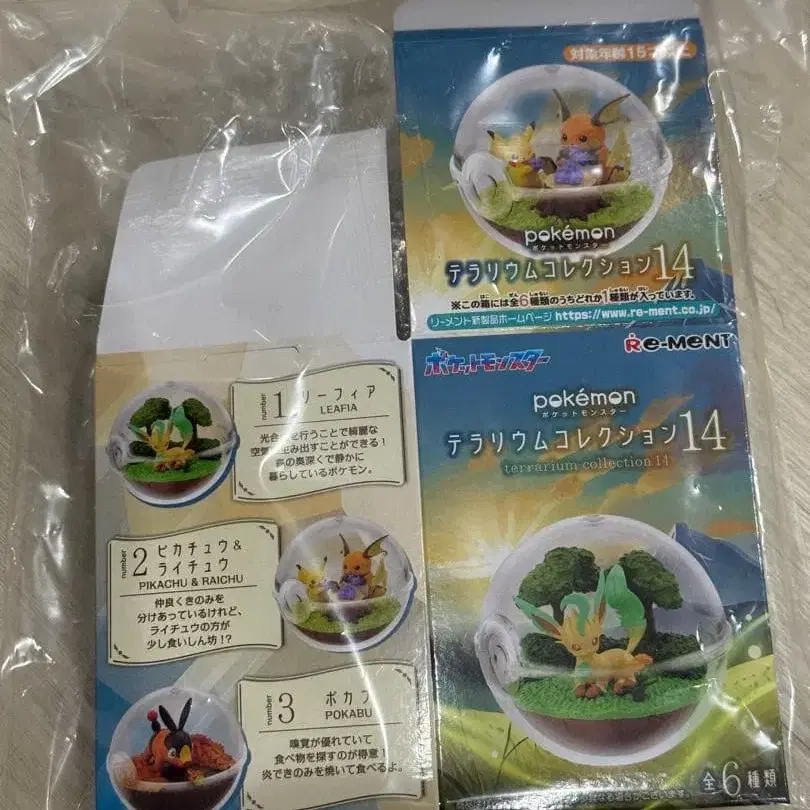 対象年齢15才以上
pokémon
ポケットモンスター
テラリウムコレクション14
※この箱には全6種類のうちどれか1種類が入っています。
リーメント新製品ホームページ https://www.re-ment.co.jp/
ポケットモンスター
Re-MeNT
pokémon
ポケットモンスター
テラリウムコレクション14
terrarium collection 14
全6種類
number 1 リーフィア
LEAFIA
光合 行うことで綺麗な
空気 生み出すことができる!
森の奥深くで静かに
暮らしているポケモン。
number 2 ピカチュウ&
ライチュウ
PIKACHU & RAICHU
仲良くきのみを
分けあっているけれど、
ライチュウの方が
少し食いしん坊!?
number 3 ポカブ
POKABU
嗅覚が優れていて
食べ物を探すのが得意!
炎できのみを焼いて食べるよ。